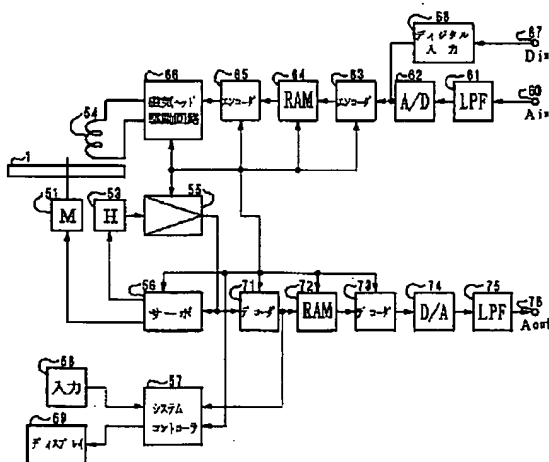 68
ディジタル
入力
67
Din
66
磁気ヘッド
駆動回路
65
エンコーダ
64
RAM
63
エンコーダ
62
A/D
61
LPF
60
Ain
54
1
51
M
53
H
55
56
サーボ
71
デコーダ
72
RAM
73
デコーダ
74
D/A
75
LPF
76
Aout
58
入力
57
システム
コントローラ
59
ディスプレイ